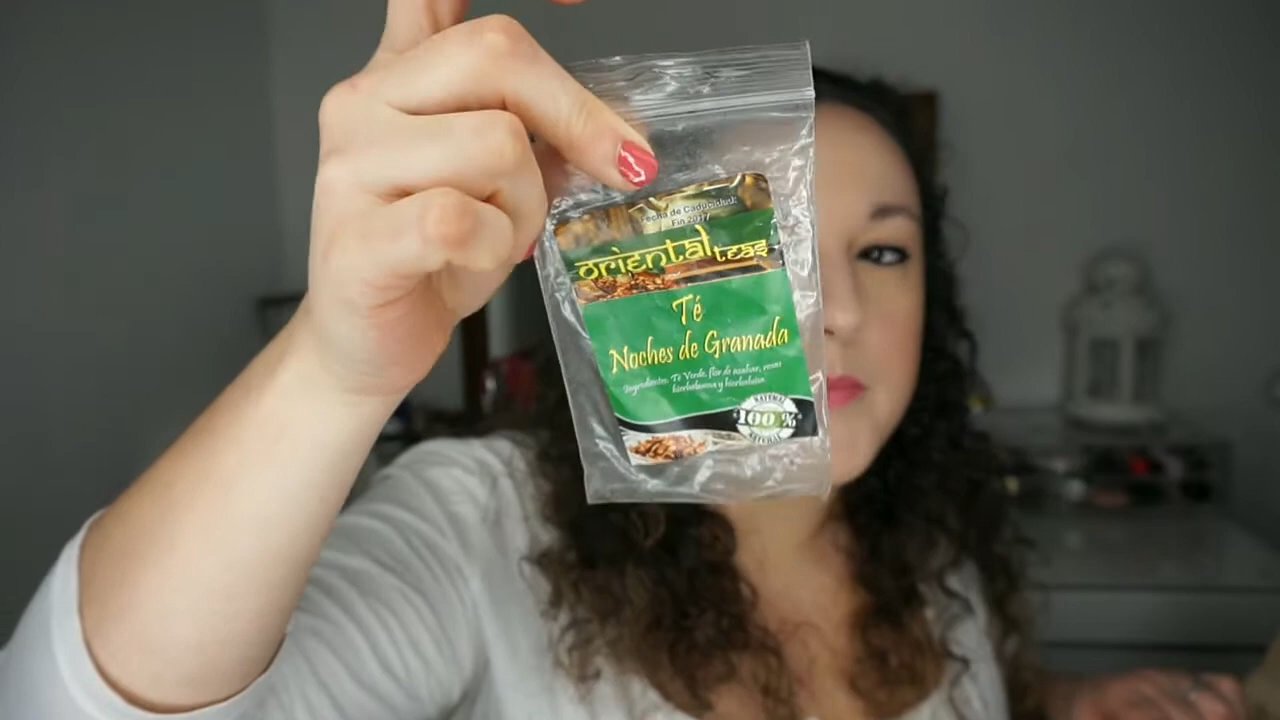 Fecha de Caducidad:
Fin 2017
oriental teas
Té
Noches de Granada
Ingredientes: Té Verde, flor de azahar, rosas
hierbabuena y hierbaluisa
NATURAL
100 %